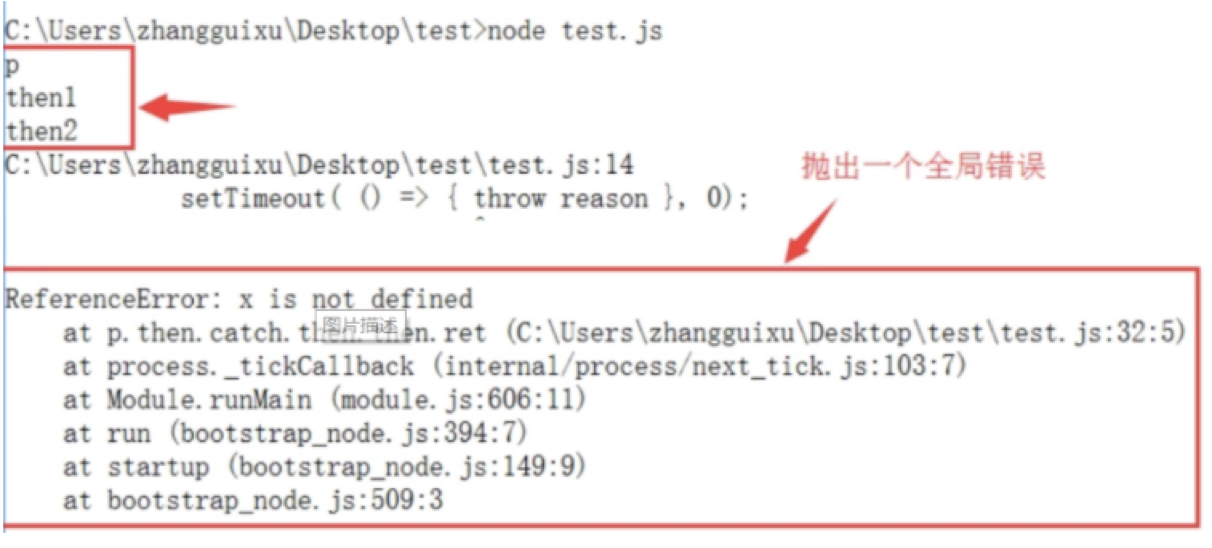 C:\Users\zhangguixu\Desktop\test>node test.js
p
then1
then2
C:\Users\zhangguixu\Desktop\test\test.js:14
抛出一个全局错误
setTimeout( () => { throw reason }, 0);
^
ReferenceError: x is not defined
图片描述
at p.then.catch.then.then.ret (C:\Users\zhangguixu\Desktop\test\test.js:32:5)
at process._tickCallback (internal/process/next_tick.js:103:7)
at Module.runMain (module.js:606:11)
at run (bootstrap_node.js:394:7)
at startup (bootstrap_node.js:149:9)
at bootstrap_node.js:509:3